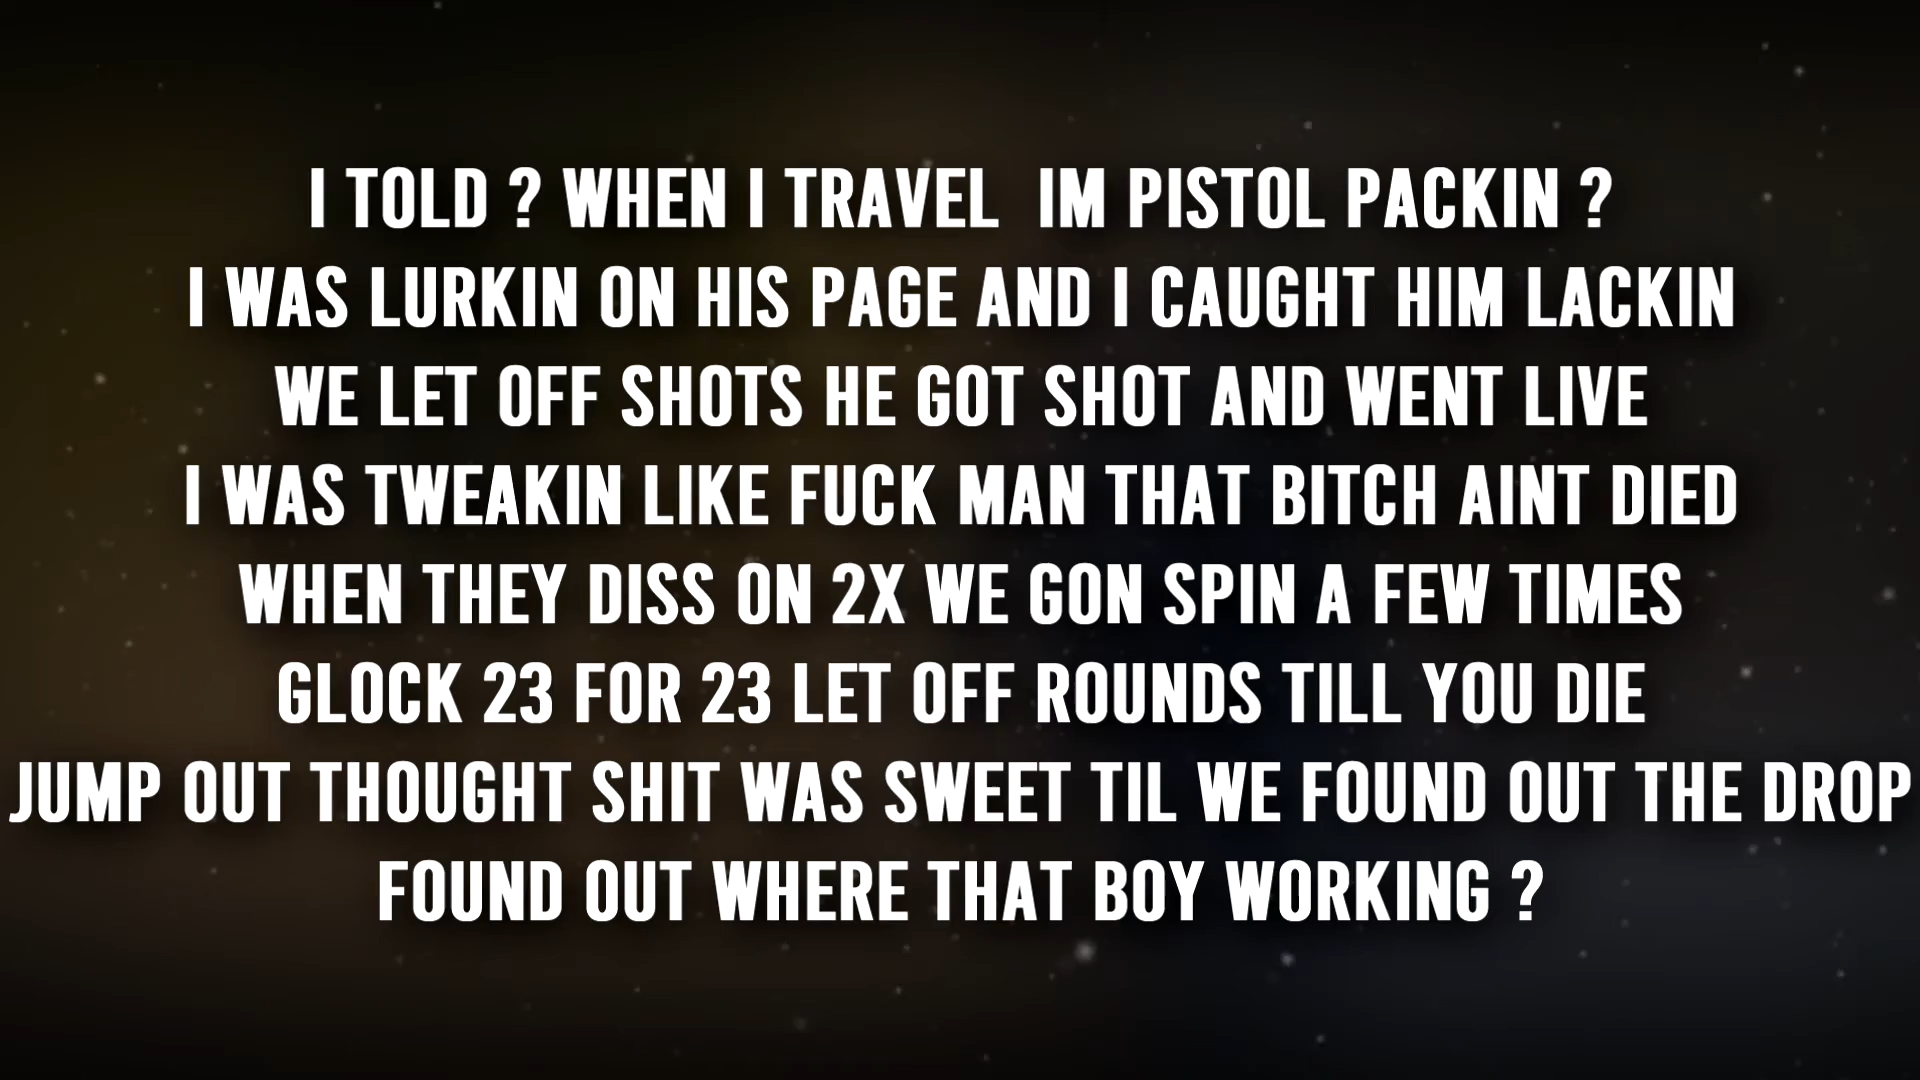 I TOLD ? WHEN I TRAVEL  IM PISTOL PACKIN ?
I WAS LURKIN ON HIS PAGE AND I CAUGHT HIM LACKIN
WE LET OFF SHOTS HE GOT SHOT AND WENT LIVE
I WAS TWEAKIN LIKE FUCK MAN THAT BITCH AINT DIED
WHEN THEY DISS ON 2X WE GON SPIN A FEW TIMES
GLOCK 23 FOR 23 LET OFF ROUNDS TILL YOU DIE
JUMP OUT THOUGHT SHIT WAS SWEET TIL WE FOUND OUT THE DROP
FOUND OUT WHERE THAT BOY WORKING ?